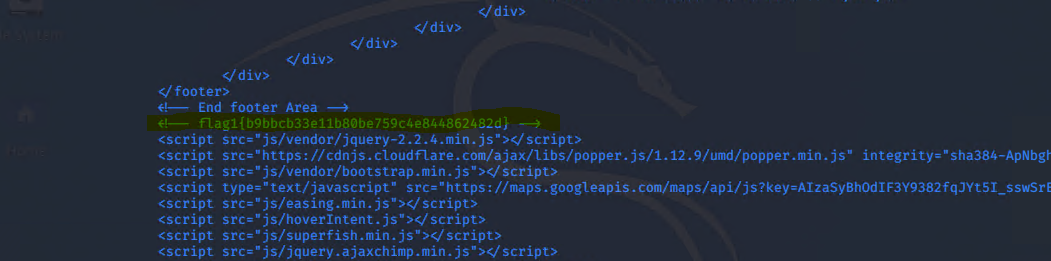 </div>
</div>
</div>
</div>
</div>
</footer>
<!-- End footer Area -->
<!-- flag1{b9bbcb33e11b80be759c4e844862482d} -->
<script src="js/vendor/jquery-2.2.4.min.js"></script>
<script src="https://cdnjs.cloudflare.com/ajax/libs/popper.js/1.12.9/umd/popper.min.js" integrity="sha384-ApNbgh
<script src="js/vendor/bootstrap.min.js"></script>
<script type="text/javascript" src="https://maps.googleapis.com/maps/api/js?key=AIzaSyBhOdIF3Y9382fqJYt5I_sswSrE
<script src="js/easing.min.js"></script>
<script src="js/hoverIntent.js"></script>
<script src="js/superfish.min.js"></script>
<script src="js/jquery.ajaxchimp.min.js"></script>